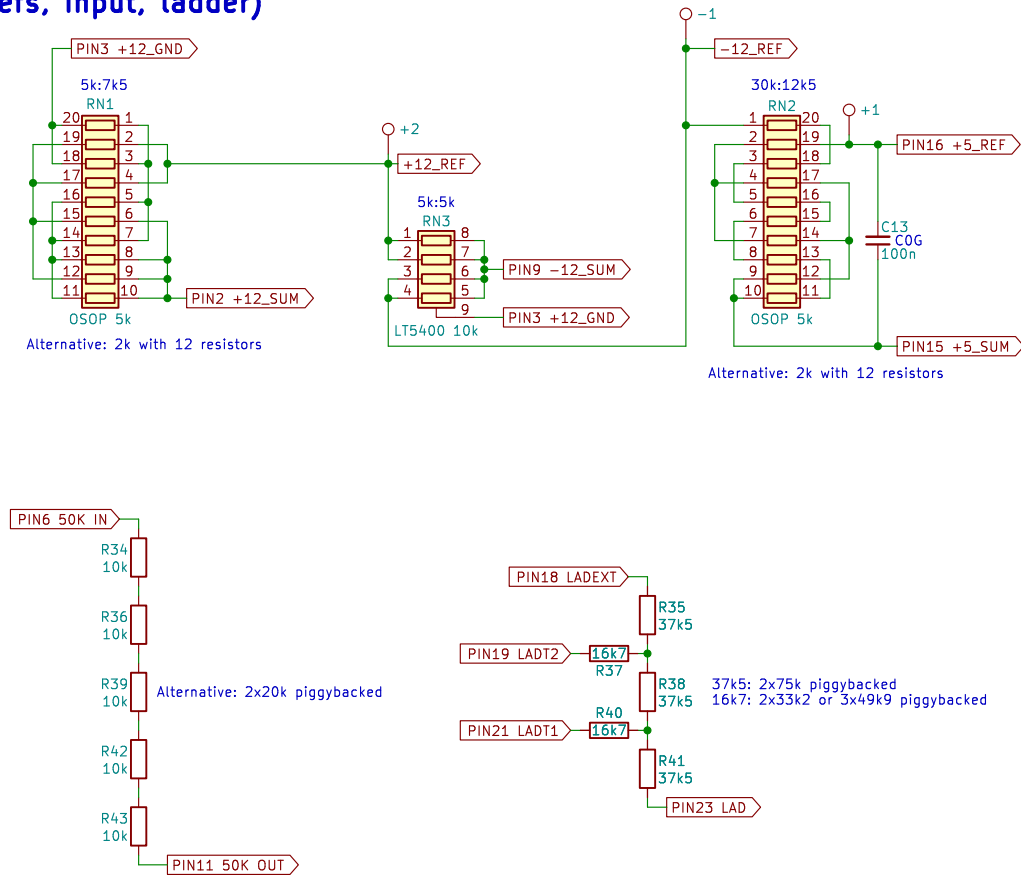 efs, input, ladder)
-1
PIN3 +12_GND
-12_REF
5k:7k5
RN1
20 1
19 2
18 3
17 4
16 5
15 6
14 7
13 8
12 9
11 10
OSOP 5k
PIN2 +12_SUM
Alternative: 2k with 12 resistors
+2
+12_REF
5k:5k
RN3
1 8
2 7
3 6
4 5
9
LT5400 10k
PIN9 -12_SUM
PIN3 +12_GND
30k:12k5
RN2
+1
1 20
2 19
3 18
4 17
5 16
6 15
7 14
8 13
9 12
10 11
OSOP 5k
PIN16 +5_REF
C13
C0G
100n
PIN15 +5_SUM
Alternative: 2k with 12 resistors
PIN6 50K IN
R34
10k
R36
10k
R39
10k
Alternative: 2x20k piggybacked
R42
10k
R43
10k
PIN11 50K OUT
PIN18 LADEXT
R35
37k5
PIN19 LADT2
16k7
R37
R38
37k5
37k5: 2x75k piggybacked
16k7: 2x33k2 or 3x49k9 piggybacked
R40
PIN21 LADT1
16k7
R41
37k5
PIN23 LAD